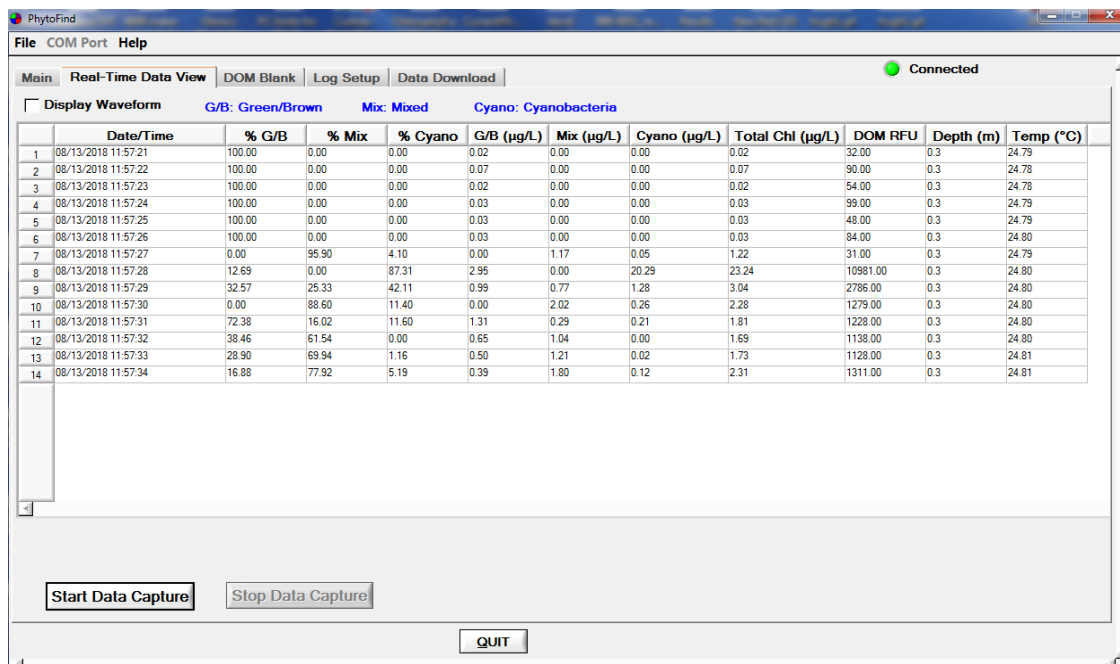 PhytoFind
File COM Port Help
Main Real-Time Data View DOM Blank Log Setup Data Download Connected
Display Waveform G/B: Green/Brown Mix: Mixed Cyano: Cyanobacteria
Date/Time % G/B % Mix % Cyano G/B (µg/L) Mix (µg/L) Cyano (µg/L) Total Chl (µg/L) DOM RFU Depth (m) Temp (°C)
1 08/13/2018 11:57:21 100.00 0.00 0.00 0.02 0.00 0.00 0.02 32.00 0.3 24.79
2 08/13/2018 11:57:22 100.00 0.00 0.00 0.07 0.00 0.00 0.07 90.00 0.3 24.78
3 08/13/2018 11:57:23 100.00 0.00 0.00 0.02 0.00 0.00 0.02 54.00 0.3 24.78
4 08/13/2018 11:57:24 100.00 0.00 0.00 0.03 0.00 0.00 0.03 99.00 0.3 24.79
5 08/13/2018 11:57:25 100.00 0.00 0.00 0.03 0.00 0.00 0.03 48.00 0.3 24.79
6 08/13/2018 11:57:26 100.00 0.00 0.00 0.03 0.00 0.00 0.03 84.00 0.3 24.80
7 08/13/2018 11:57:27 0.00 95.90 4.10 0.00 1.17 0.05 1.22 31.00 0.3 24.79
8 08/13/2018 11:57:28 12.69 0.00 87.31 2.95 0.00 20.29 23.24 10981.00 0.3 24.80
9 08/13/2018 11:57:29 32.57 25.33 42.11 0.99 0.77 1.28 3.04 2786.00 0.3 24.80
10 08/13/2018 11:57:30 0.00 88.60 11.40 0.00 2.02 0.26 2.28 1279.00 0.3 24.80
11 08/13/2018 11:57:31 72.38 16.02 11.60 1.31 0.29 0.21 1.81 1228.00 0.3 24.80
12 08/13/2018 11:57:32 38.46 61.54 0.00 0.65 1.04 0.00 1.69 1138.00 0.3 24.80
13 08/13/2018 11:57:33 28.90 69.94 1.16 0.50 1.21 0.02 1.73 1128.00 0.3 24.81
14 08/13/2018 11:57:34 16.88 77.92 5.19 0.39 1.80 0.12 2.31 1311.00 0.3 24.81
Start Data Capture Stop Data Capture
QUIT